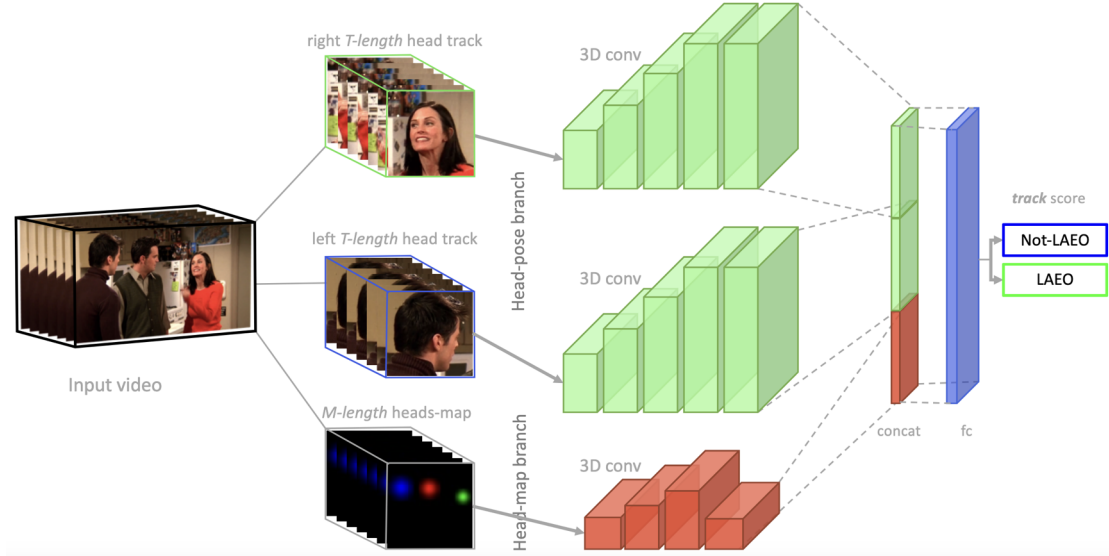 right T-length head track
3D conv
Head-pose branch
track score
left T-length head track
Not-LAEO
3D conv
LAEO
Input video
M-length heads-map
Head-map branch
3D conv
concat
fc